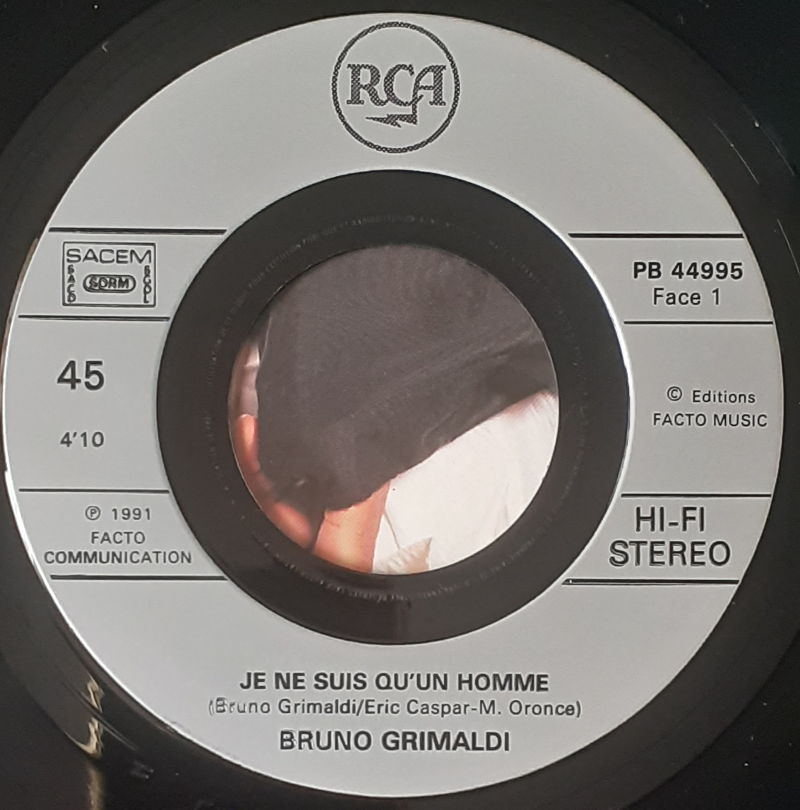 RCA
SACEM
SACD
SDRM
SCDL
45
4'10
℗ 1991
FACTO
COMMUNICATION
PB 44995
Face 1
© Editions
FACTO MUSIC
HI-FI
STEREO
JE NE SUIS QU'UN HOMME
(Bruno Grimaldi/Eric Caspar-M. Oronce)
BRUNO GRIMALDI